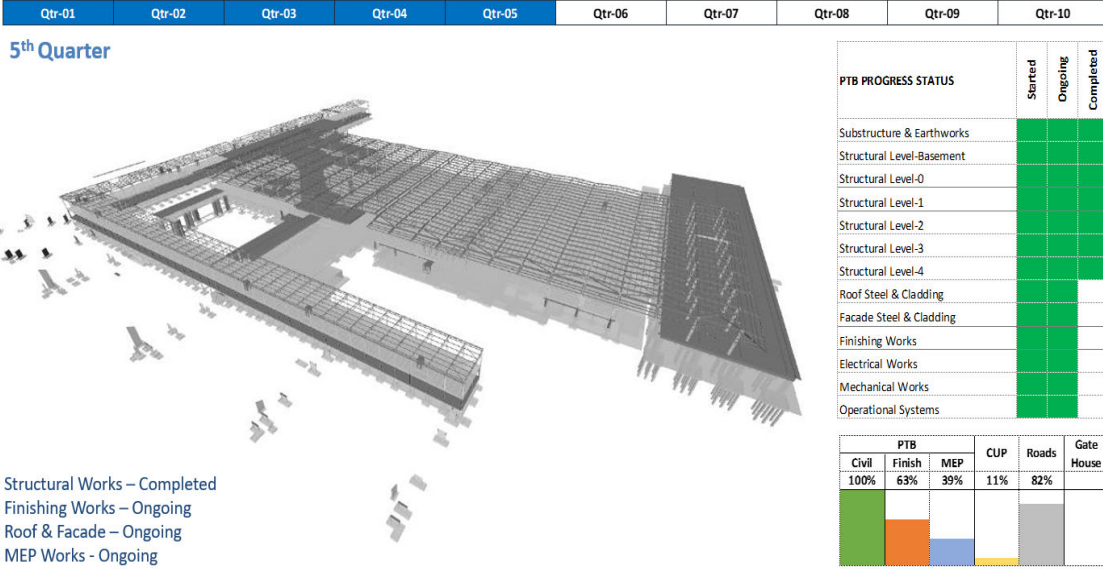 Qtr-01 Qtr-02 Qtr-03 Qtr-04 Qtr-05 Qtr-06 Qtr-07 Qtr-08 Qtr-09 Qtr-10
5th Quarter
PTB PROGRESS STATUS Started Ongoing Completed
Substructure & Earthworks
Structural Level-Basement
Structural Level-0
Structural Level-1
Structural Level-2
Structural Level-3
Structural Level-4
Roof Steel & Cladding
Facade Steel & Cladding
Finishing Works
Electrical Works
Mechanical Works
Operational Systems
PTB CUP Roads Gate House
Civil Finish MEP
100% 63% 39% 11% 82%
Structural Works – Completed
Finishing Works – Ongoing
Roof & Facade – Ongoing
MEP Works - Ongoing